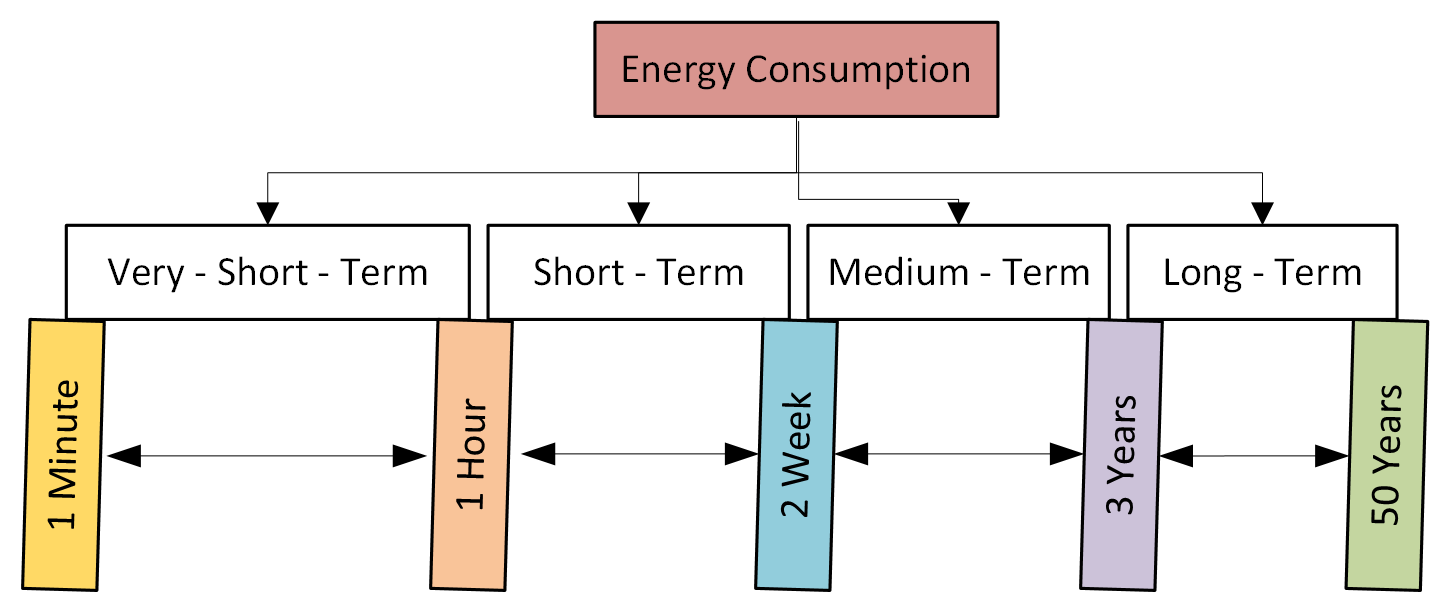 Energy Consumption
Very - Short - Term
Short - Term
Medium - Term
Long - Term
1 Minute
1 Hour
2 Week
3 Years
50 Years